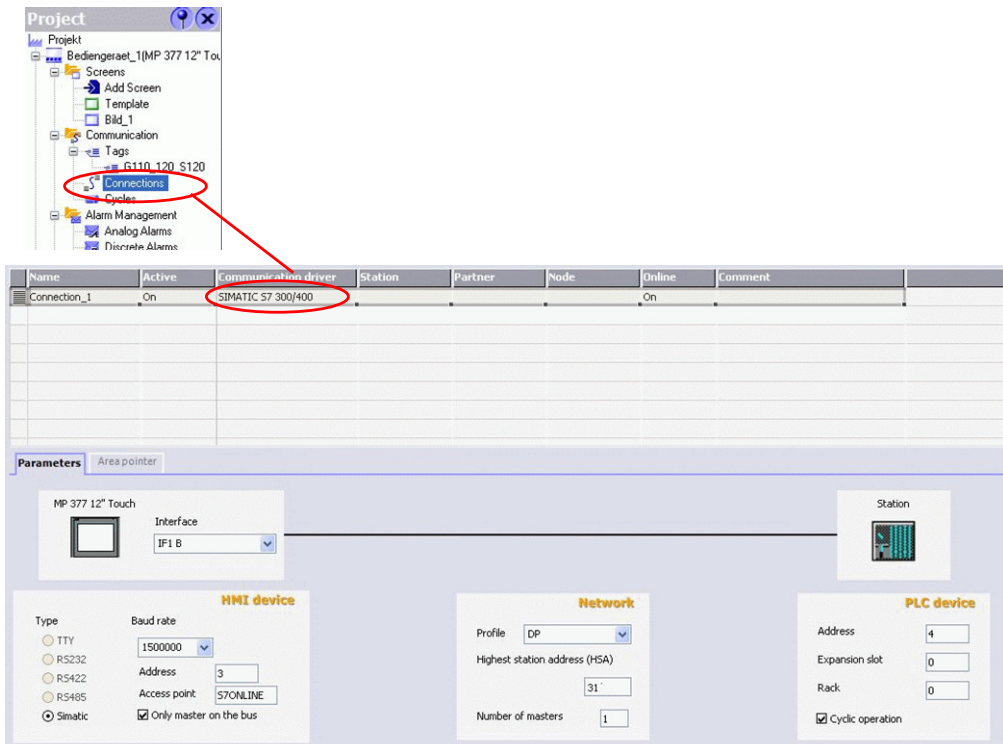 Project
Projekt
Bediengeraet_1(MP 377 12" Tou
Screens
Add Screen
Template
Bild_1
Communication
Tags
G110_120_S120
Connections
Cycles
Alarm Management
Analog Alarms
Discrete Alarms
Name Active Communication driver Station Partner Node Online Comment
Connection_1 On SIMATIC S7 300/400 On
Parameters Area pointer
MP 377 12" Touch
Station
Interface
IF1 B
HMI device
Type Baud rate
TTY
1500000
RS232
RS422
Address 3
RS485
Access point S7ONLINE
Simatic
Only master on the bus
Network
Profile DP
Highest station address (HSA)
31
Number of masters 1
PLC device
Address 4
Expansion slot 0
Rack 0
Cyclic operation